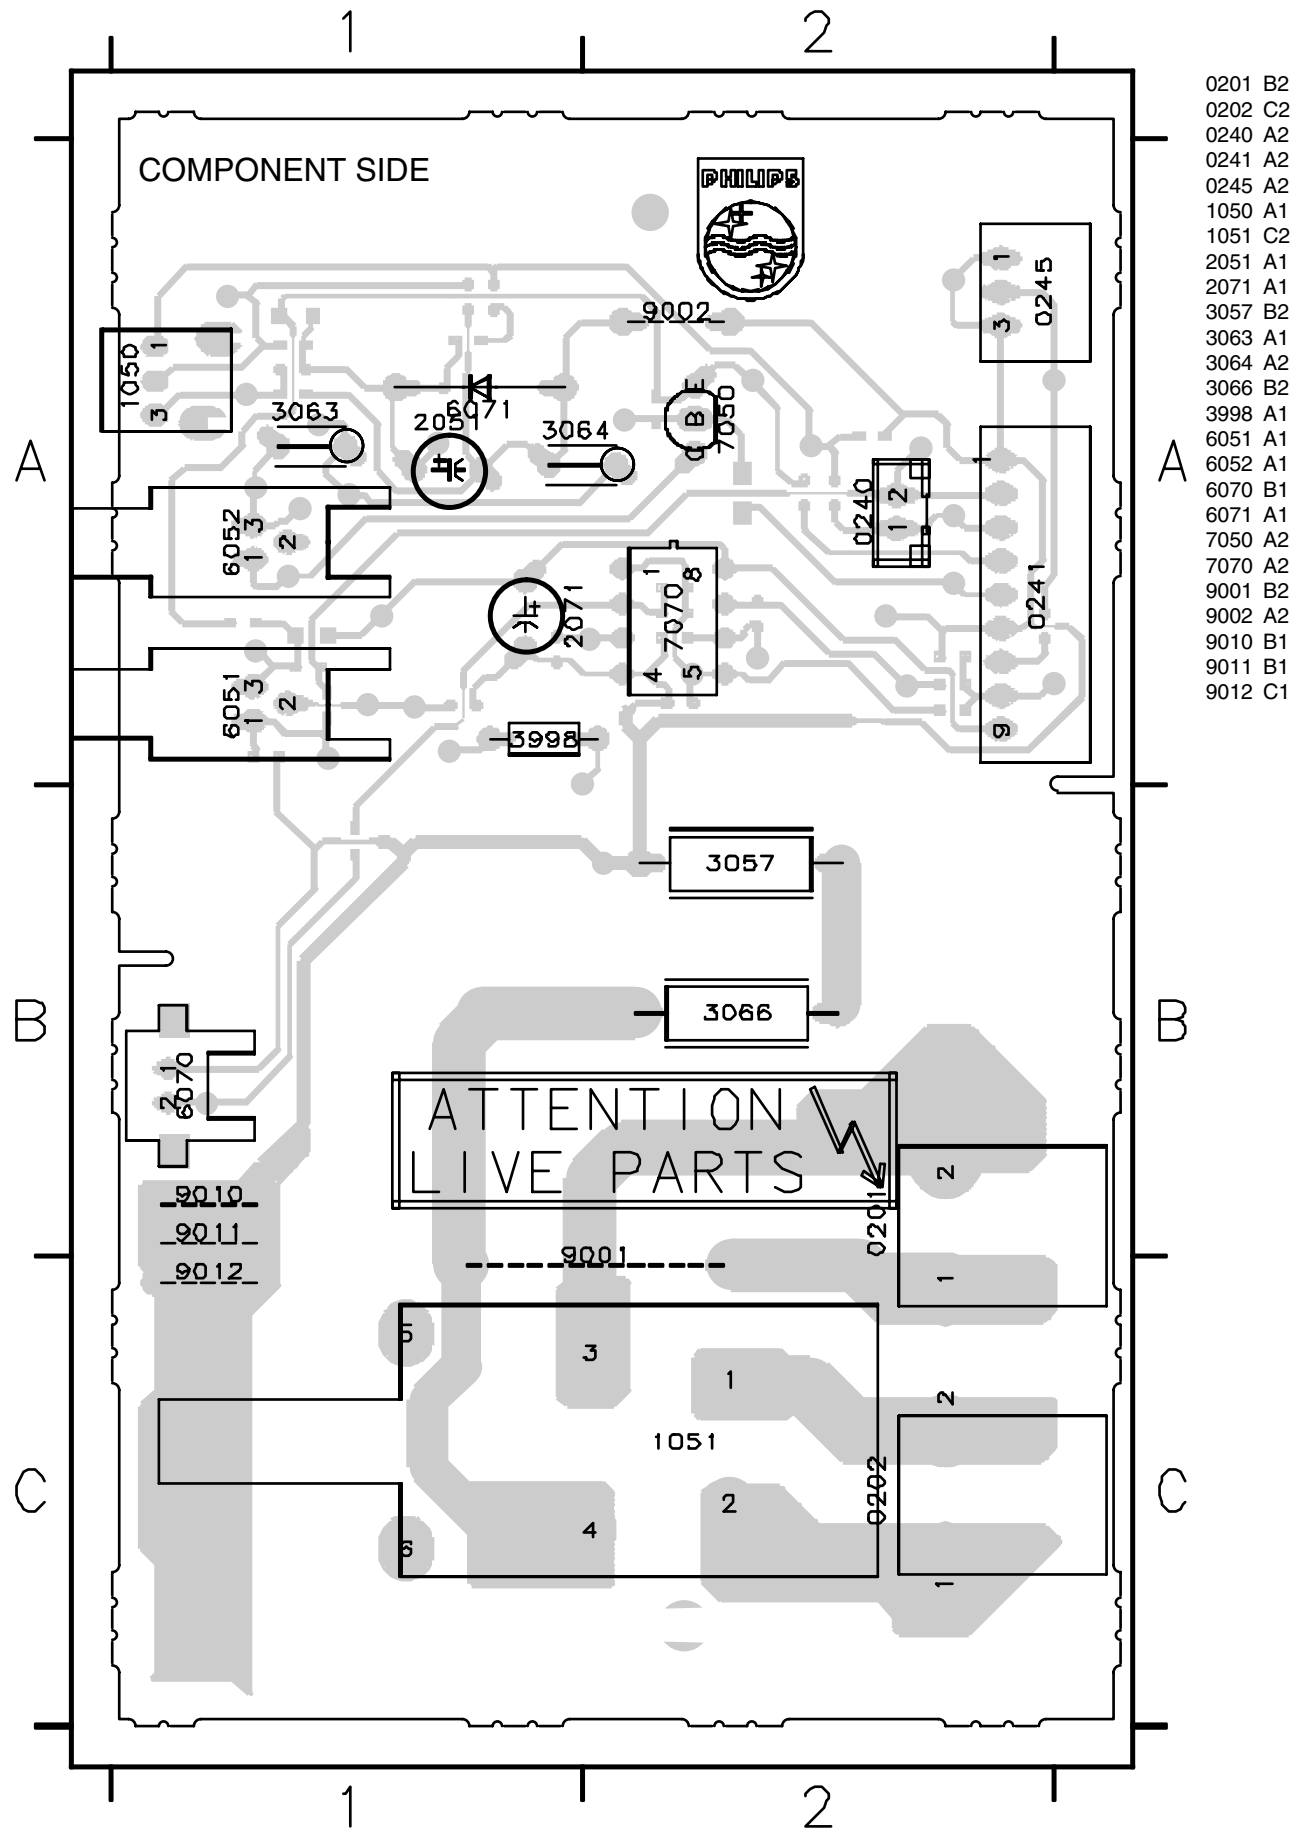 1 2
0201 B2
0202 C2
0240 A2
0241 A2
0245 A2
1050 A1
1051 C2
2051 A1
2071 A1
3057 B2
3063 A1
3064 A2
3066 B2
3998 A1
6051 A1
6052 A1
6070 B1
6071 A1
7050 A2
7070 A2
9001 B2
9002 A2
9010 B1
9011 B1
9012 C1
COMPONENT SIDE
PHILIPS
1
0245
3
9002
1050
1
3
3063
6071
2051
3064
E
B
C
7050
A
A
1
0240
2
1
6052
3
2
1
0241
9
2071
1 8
7070
4 5
6051
3
2
1
3998
3057
3066
B
B
1
2
6070
ATTENTION
LIVE PARTS
9010
9011
9012
9001
0201
2
1
5
3
1
1051
2
4
6
2
0202
1
C
C
1 2